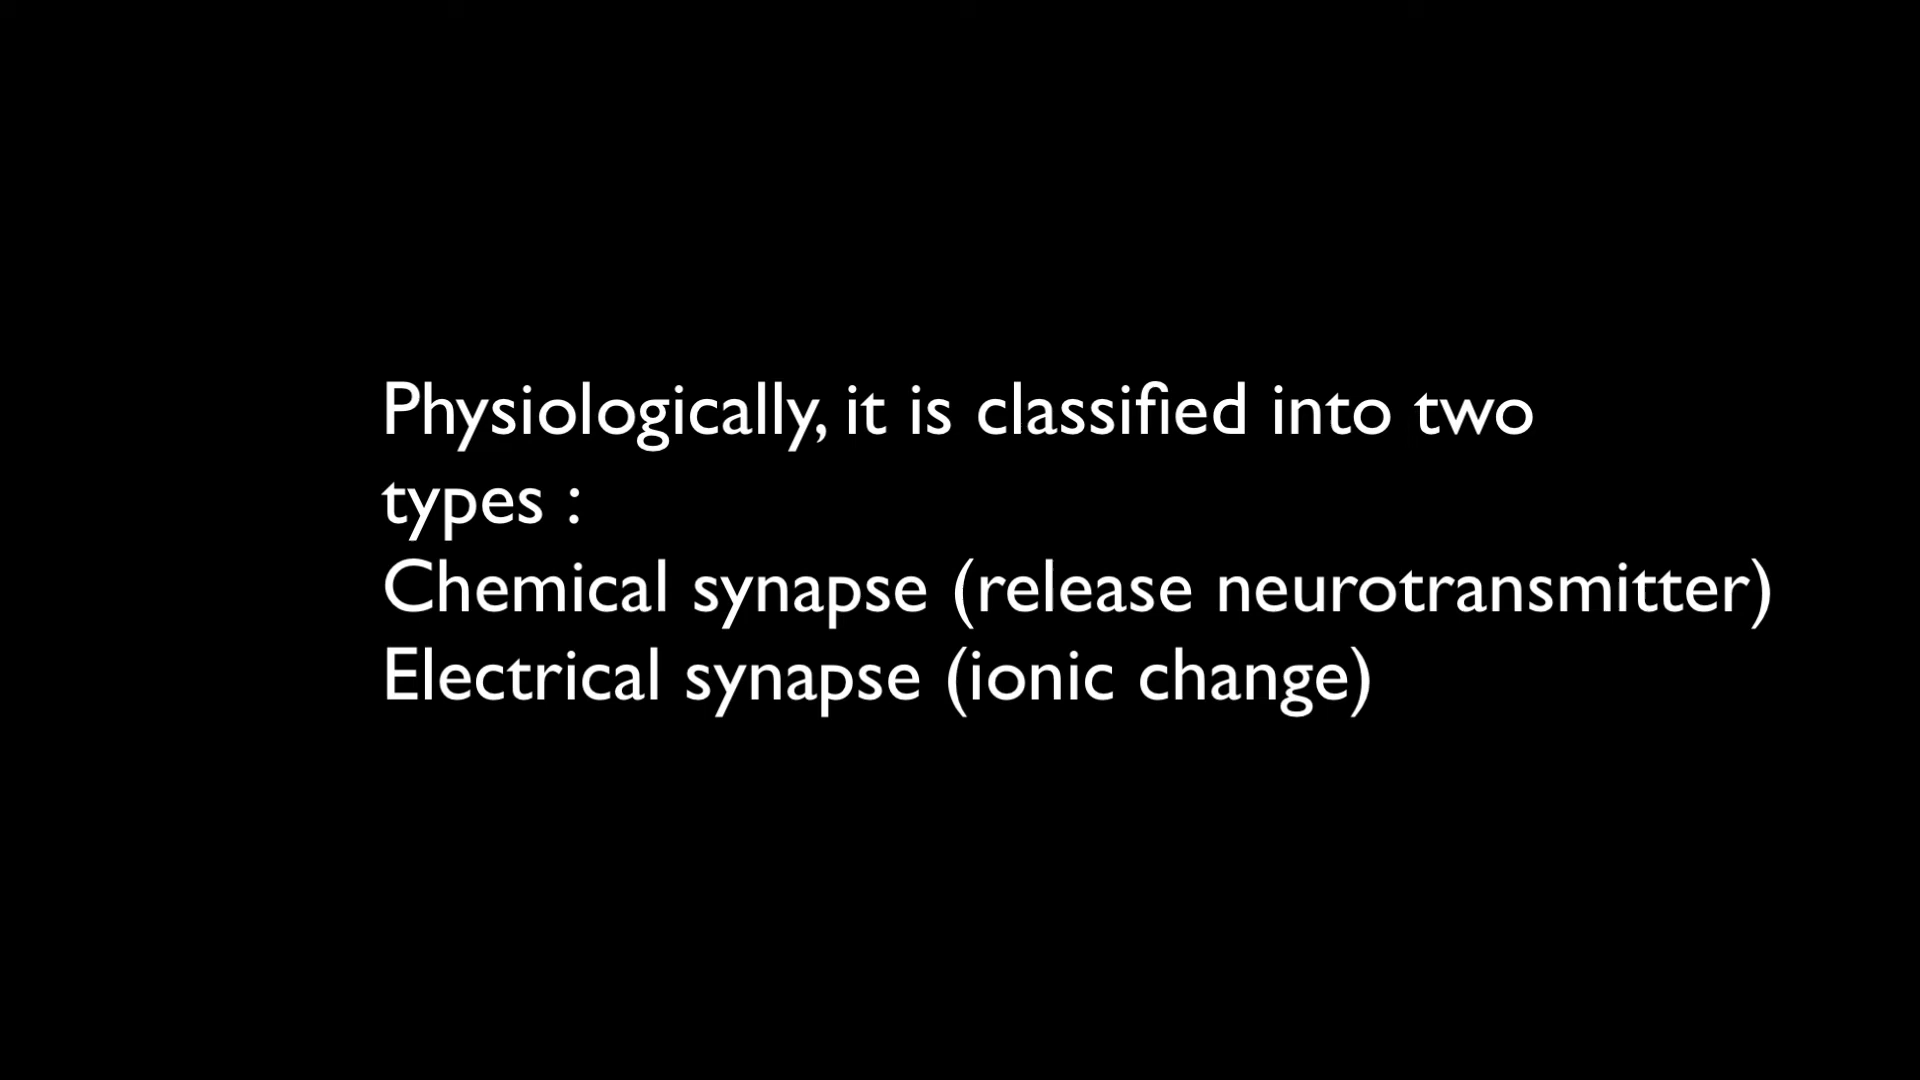 Physiologically, it is classified into two
types :
Chemical synapse (release neurotransmitter)
Electrical synapse (ionic change)